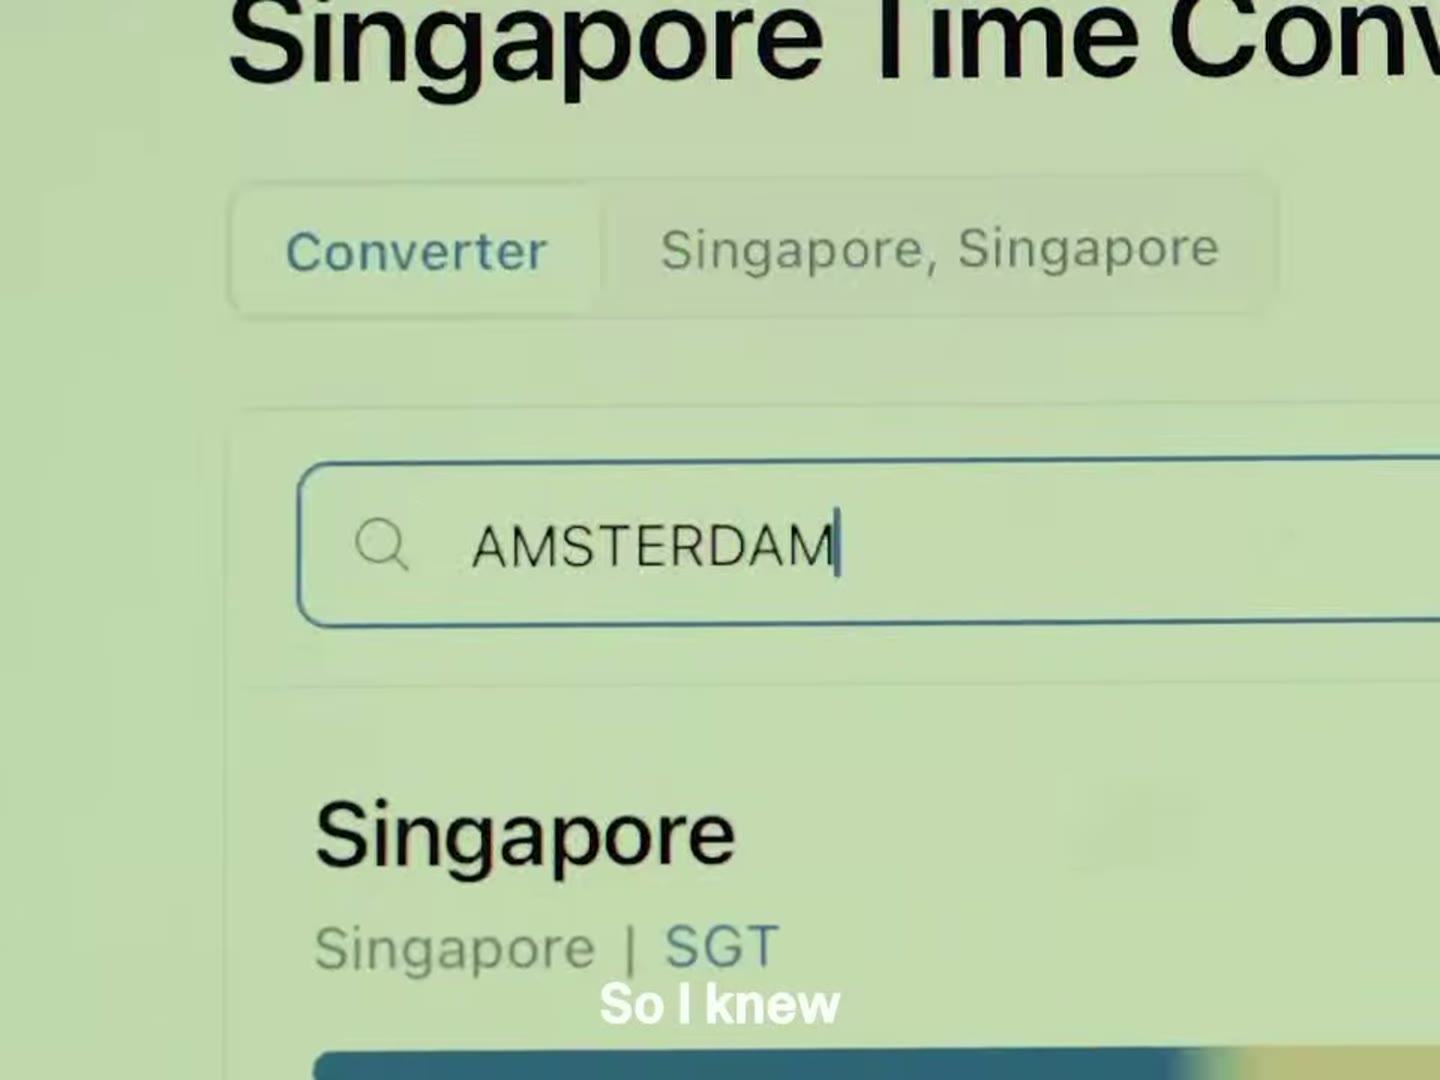 Singapore Time Conv
Converter
Singapore, Singapore
AMSTERDAM
Singapore
Singapore | SGT
So I knew